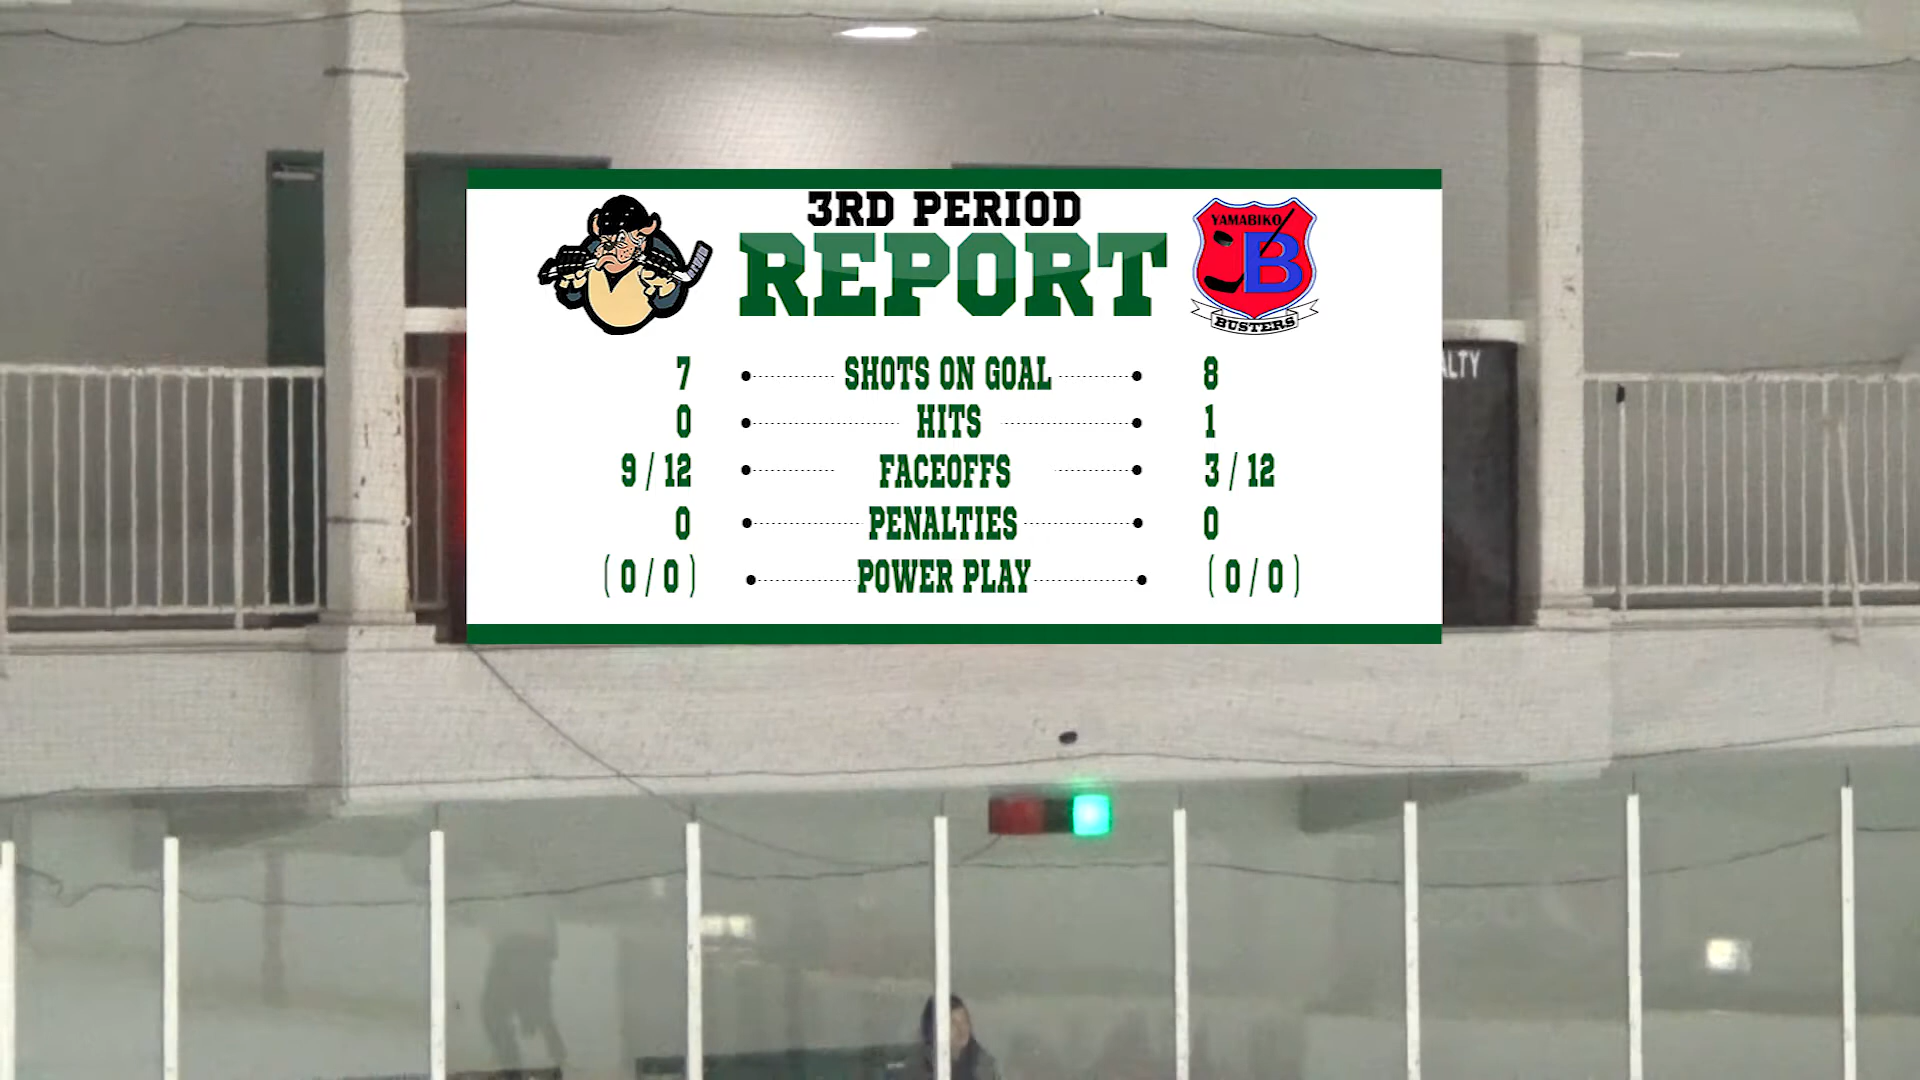 3RD PERIOD
REPORT
YAMABIKO
B
BUSTERS
7 SHOTS ON GOAL 8
0 HITS 1
9 / 12 FACEOFFS 3 / 12
0 PENALTIES 0
( 0 / 0 ) POWER PLAY ( 0 / 0 )
ALTY